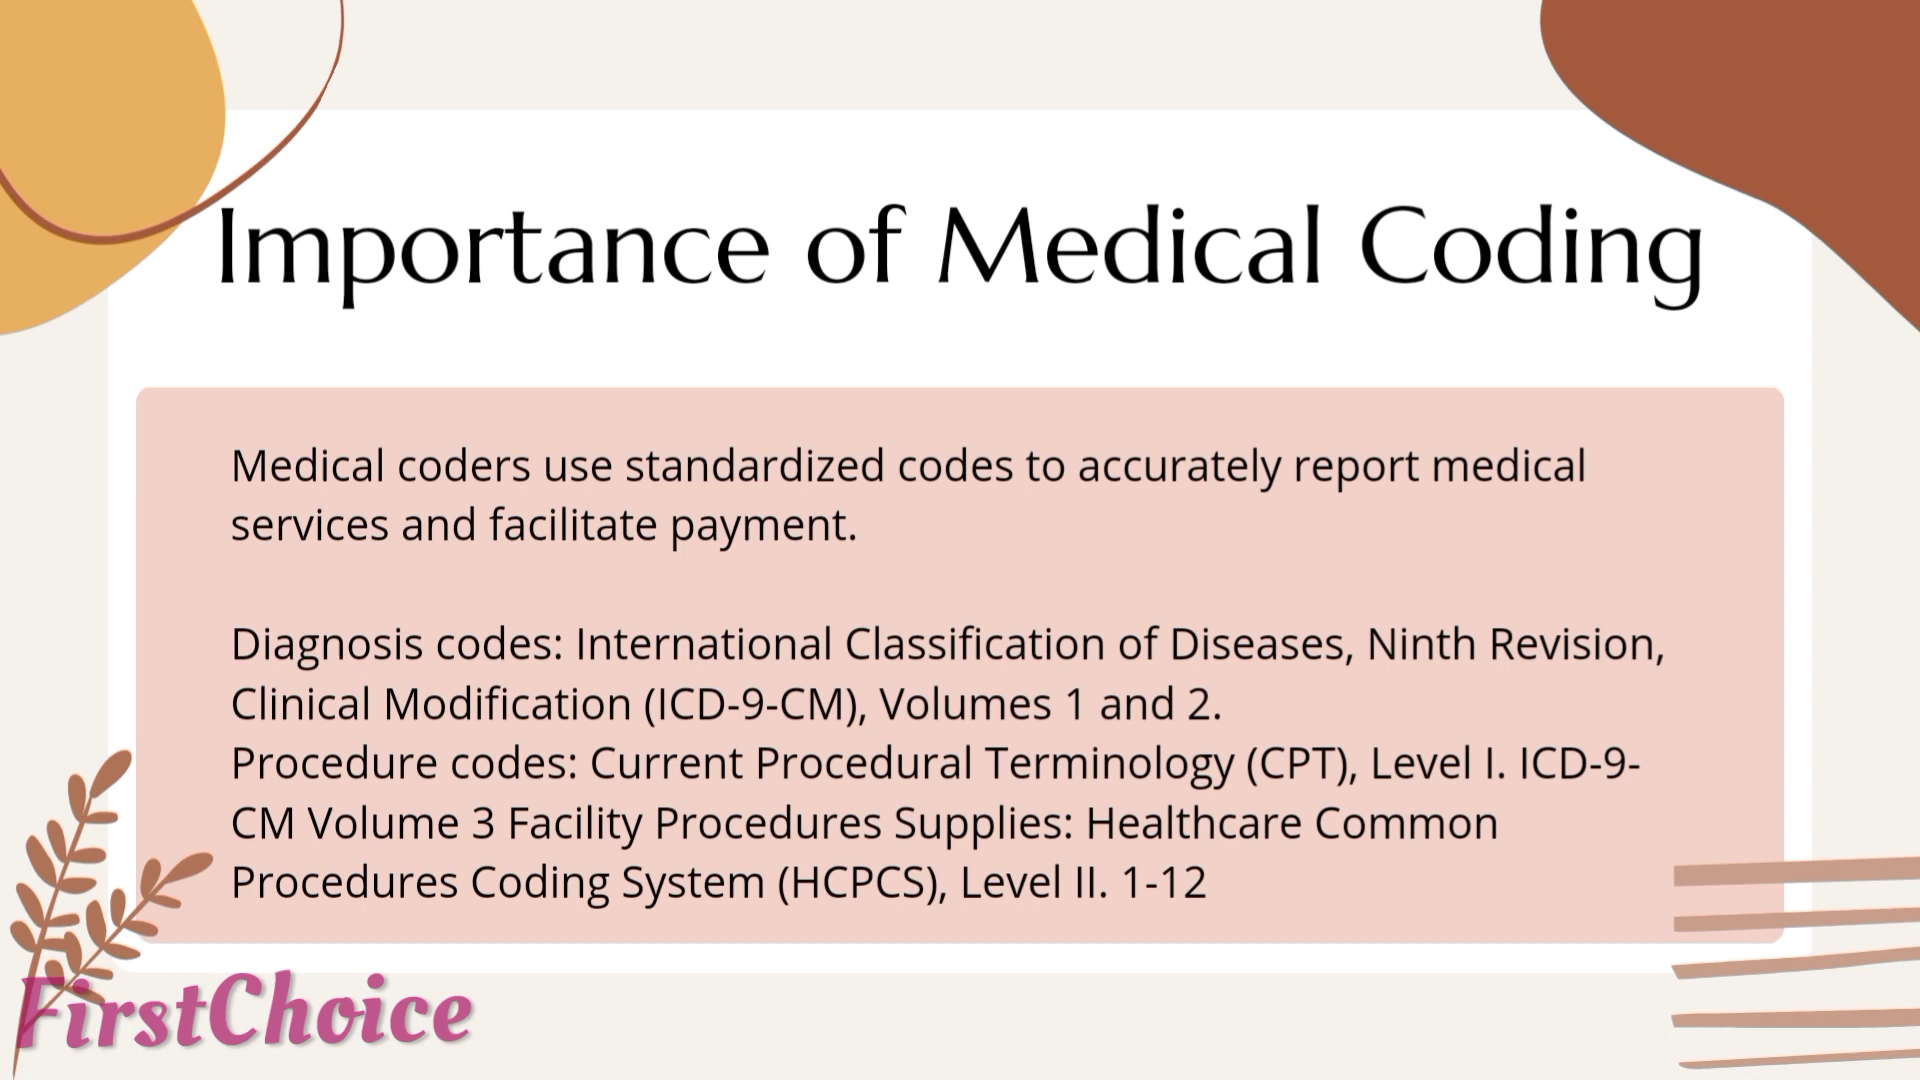 Importance of Medical Coding
Medical coders use standardized codes to accurately report medical
services and facilitate payment.
Diagnosis codes: International Classification of Diseases, Ninth Revision,
Clinical Modification (ICD-9-CM), Volumes 1 and 2.
Procedure codes: Current Procedural Terminology (CPT), Level I. ICD-9-
CM Volume 3 Facility Procedures Supplies: Healthcare Common
Procedures Coding System (HCPCS), Level II. 1-12
FirstChoice